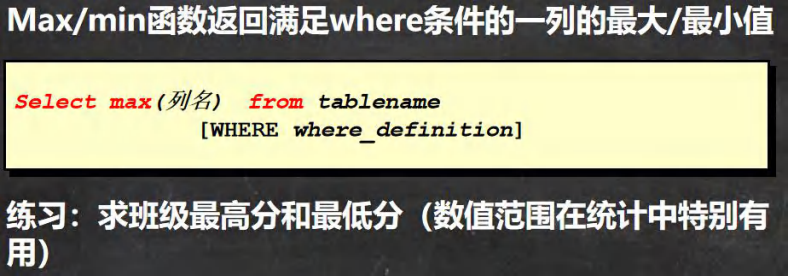 Max/min函数返回满足where条件的一列的最大/最小值
Select max(列名) from tablename
[WHERE where_definition]
练习：求班级最高分和最低分（数值范围在统计中特别有
用）